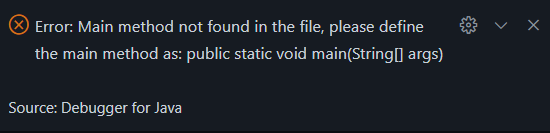 Error: Main method not found in the file, please define
the main method as: public static void main(String[] args)
Source: Debugger for Java